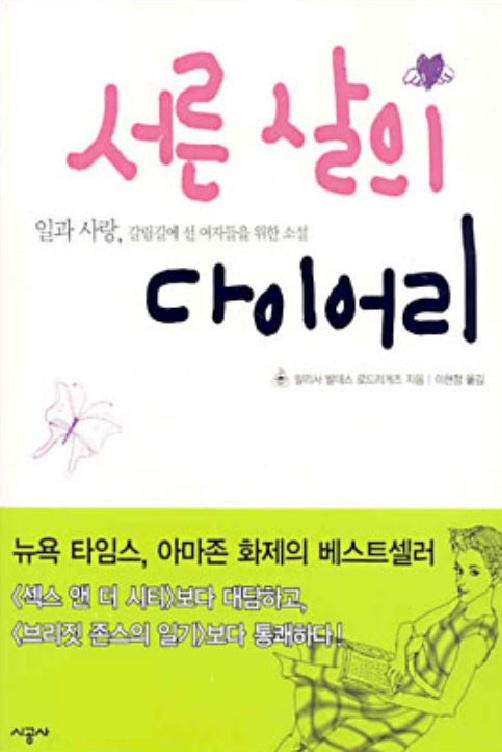 서른 살의
일과 사랑, 갈림길에 선 여자들을 위한 소설
다이어리
알리사 발데스 로드리게즈 지음 | 이현정 옮김
뉴욕 타임스, 아마존 화제의 베스트셀러
〈섹스 앤 더 시티〉보다 대담하고,
〈브리짓 존스의 일기〉보다 통쾌하다!
시공사